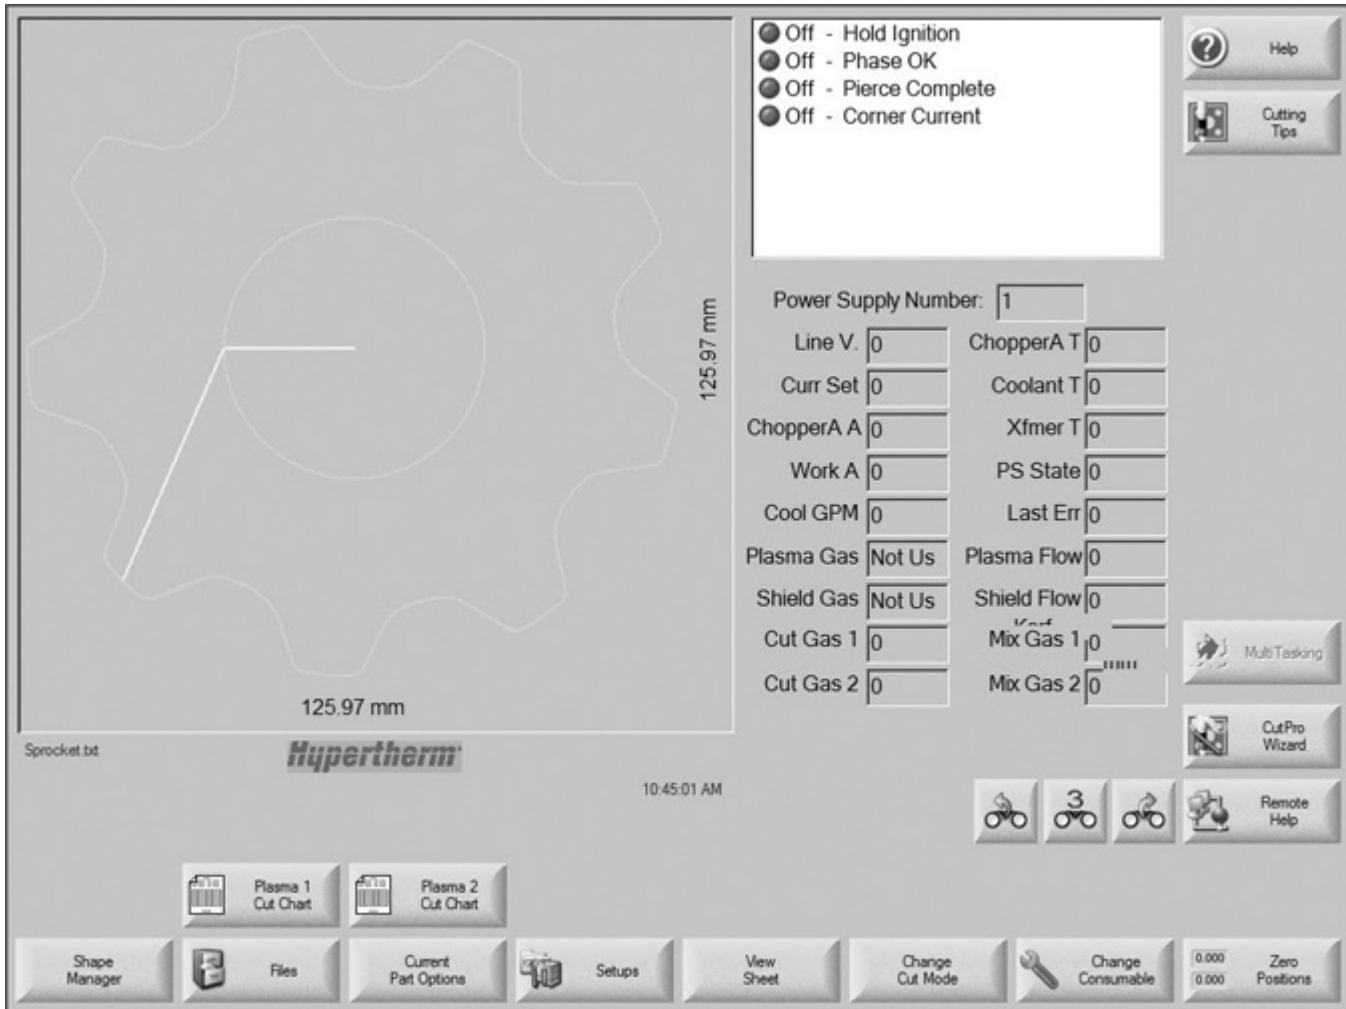 Off - Hold Ignition
Off - Phase OK
Off - Pierce Complete
Off - Corner Current
Help
Cutting
Tips
125.97 mm
125.97 mm
Power Supply Number: 1
Line V. 0 ChopperA T 0
Curr Set 0 Coolant T 0
ChopperA A 0 Xfmer T 0
Work A 0 PS State 0
Cool GPM 0 Last Err 0
Plasma Gas Not Us Plasma Flow 0
Shield Gas Not Us Shield Flow 0
Cut Gas 1 0 Mix Gas 1 0
Cut Gas 2 0 Mix Gas 2 0
MultiTasking
CutPro
Wizard
Sprocket.txt
Hypertherm
10:45:01 AM
3
Remote
Help
Plasma 1
Cut Chart
Plasma 2
Cut Chart
Shape
Manager
Files
Current
Part Options
Setups
View
Sheet
Change
Cut Mode
Change
Consumable
0.000
0.000
Zero
Positions